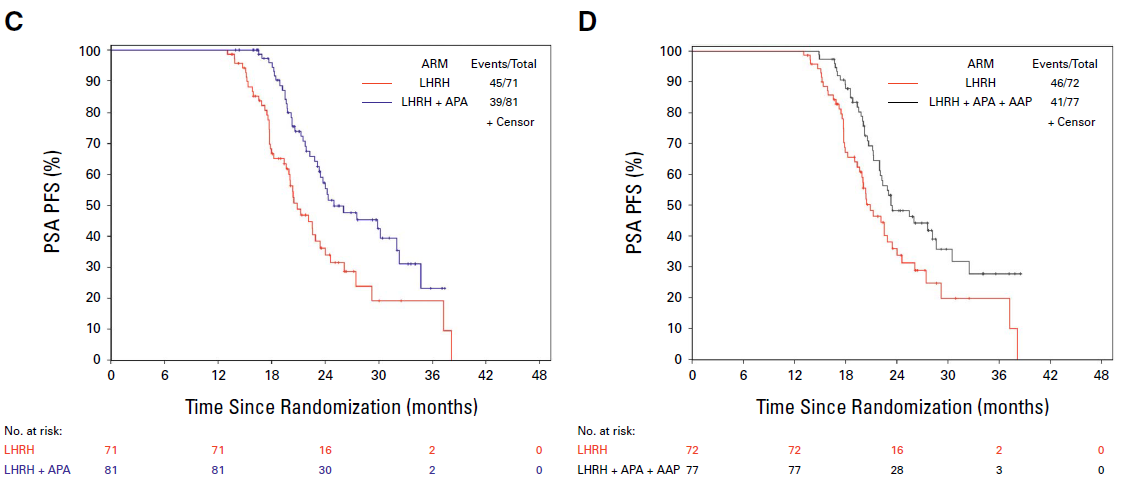 C
PSA PFS (%)
100
90
80
70
60
50
40
30
20
10
0
ARM Events/Total
LHRH 45/71
LHRH + APA 39/81
+ Censor
0 6 12 18 24 30 36 42 48
Time Since Randomization (months)
No. at risk:
LHRH 71 71 16 2 0
LHRH + APA 81 81 30 2 0
D
PSA PFS (%)
100
90
80
70
60
50
40
30
20
10
0
ARM Events/Total
LHRH 46/72
LHRH + APA + AAP 41/77
+ Censor
0 6 12 18 24 30 36 42 48
Time Since Randomization (months)
No. at risk:
LHRH 72 72 16 2 0
LHRH + APA + AAP 77 77 28 3 0